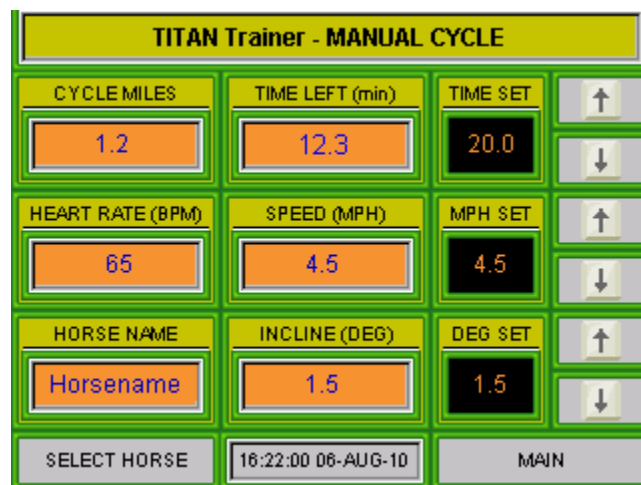 TITAN Trainer - MANUAL CYCLE
CYCLE MILES
TIME LEFT (min)
TIME SET
1.2
12.3
20.0
HEART RATE (BPM)
SPEED (MPH)
MPH SET
65
4.5
4.5
HORSE NAME
INCLINE (DEG)
DEG SET
Horsename
1.5
1.5
SELECT HORSE
16:22:00 06-AUG-10
MAIN